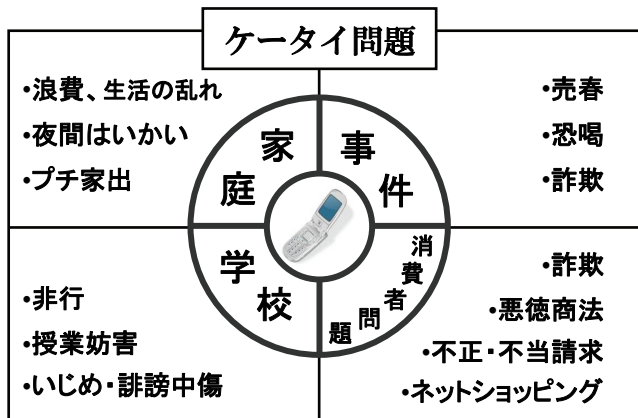 ケータイ問題
・浪費、生活の乱れ
・夜間はいかい
・プチ家出
家庭
事件
・売春
・恐喝
・詐欺
学校
・非行
・授業妨害
・いじめ・誹謗中傷
消費者問題
・詐欺
・悪徳商法
・不正・不当請求
・ネットショッピング